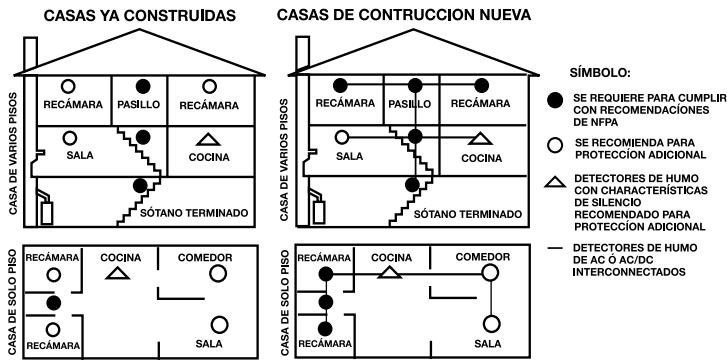 CASAS YA CONSTRUIDAS
CASAS DE CONTRUCCION NUEVA
CASA DE VARIOS PISOS
RECÁMARA
PASILLO
RECÁMARA
SALA
COCINA
SÓTANO TERMINADO
CASA DE VARIOS PISOS
RECÁMARA
PASILLO
RECÁMARA
SALA
COCINA
SÓTANO TERMINADO
CASA DE SOLO PISO
RECÁMARA
COCINA
COMEDOR
RECÁMARA
SALA
CASA DE SOLO PISO
RECÁMARA
COCINA
COMEDOR
RECÁMARA
SALA
SÍMBOLO:
SE REQUIERE PARA CUMPLIR
CON RECOMENDACÍONES
DE NFPA
SE RECOMIENDA PARA
PROTECCÍON ADICIONAL
DETECTORES DE HUMO
CON CHARACTERÍSTICAS
DE SILENCIO
RECOMENDADO PARA
PROTECCÍON ADICIONAL
DETECTORES DE HUMO
DE AC Ó AC/DC
INTERCONNECTADOS